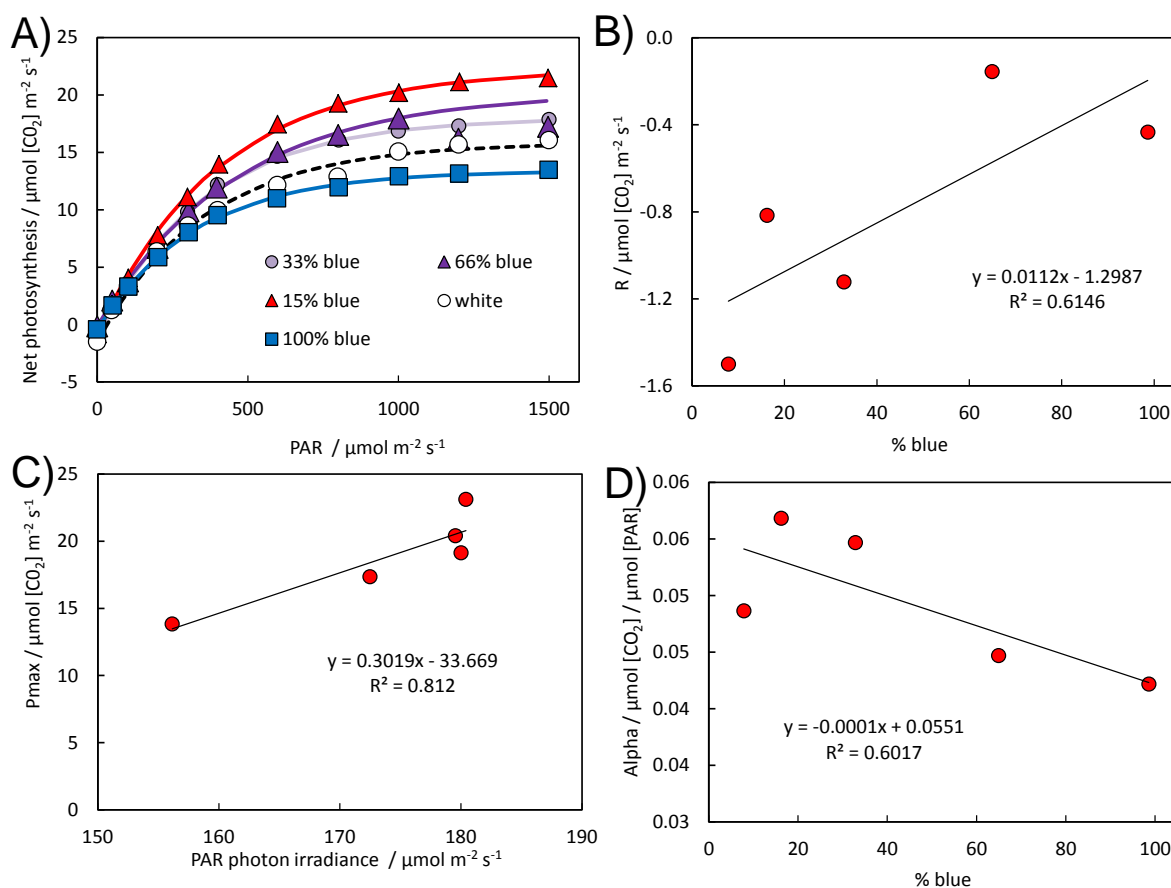 A)
Net photosynthesis / µmol [C0₂] m⁻² s⁻¹
25
20
15
10
5
0
-5
33% blue
66% blue
15% blue
white
100% blue
0
500
1000
1500
PAR / µmol m⁻² s⁻¹
B)
R / µmol [CO₂] m⁻² s⁻¹
0.0
-0.4
-0.8
-1.2
-1.6
y = 0.0112x - 1.2987
R² = 0.6146
0
20
40
60
80
100
% blue
C)
Pmax / µmol [C0₂] m⁻² s⁻¹
25
20
15
10
5
0
y = 0.3019x - 33.669
R² = 0.812
150
160
170
180
190
PAR photon irradiance / µmol m⁻² s⁻¹
D)
Alpha / µmol [CO₂] / µmol [PAR]
0.06
0.06
0.05
0.05
0.04
0.04
0.03
y = -0.0001x + 0.0551
R² = 0.6017
0
20
40
60
80
100
% blue